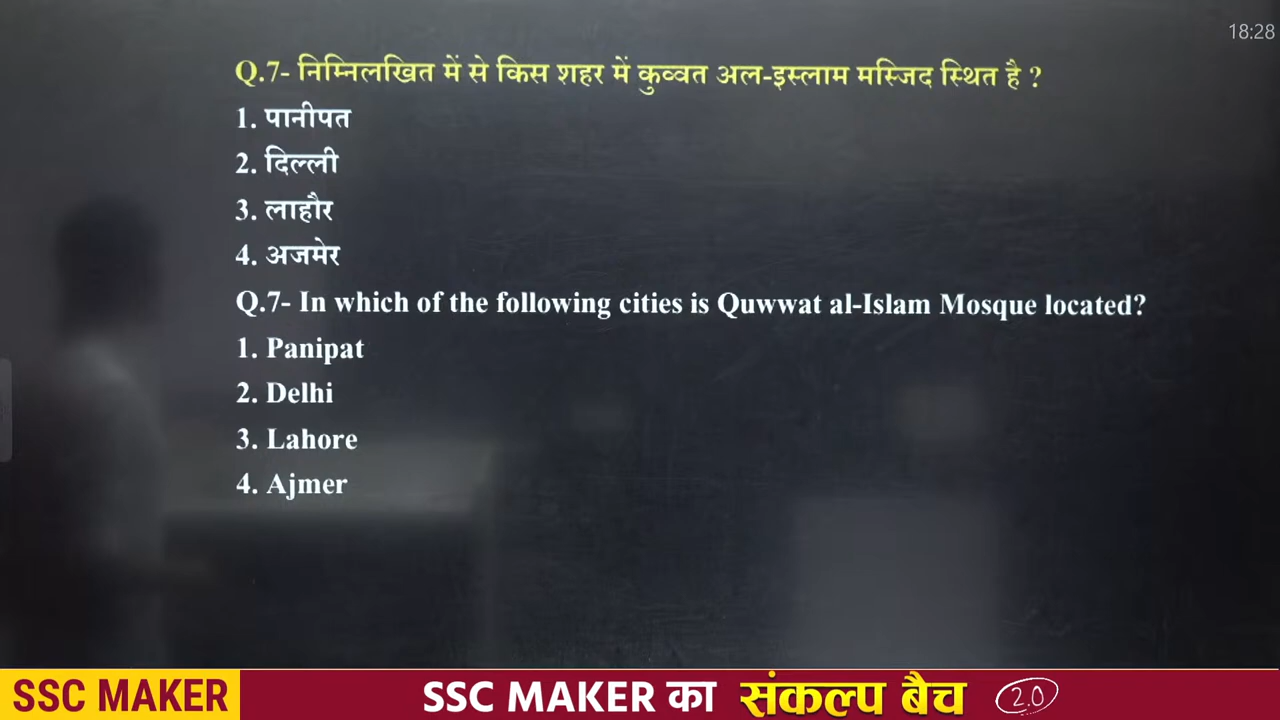 18:28
Q.7- निम्निलखित में से किस शहर में कुव्वत अल-इस्लाम मस्जिद स्थित है ?
1. पानीपत
2. दिल्ली
3. लाहौर
4. अजमेर
Q.7- In which of the following cities is Quwwat al-Islam Mosque located?
1. Panipat
2. Delhi
3. Lahore
4. Ajmer
SSC MAKER SSC MAKER का संकल्प बैच 2.0